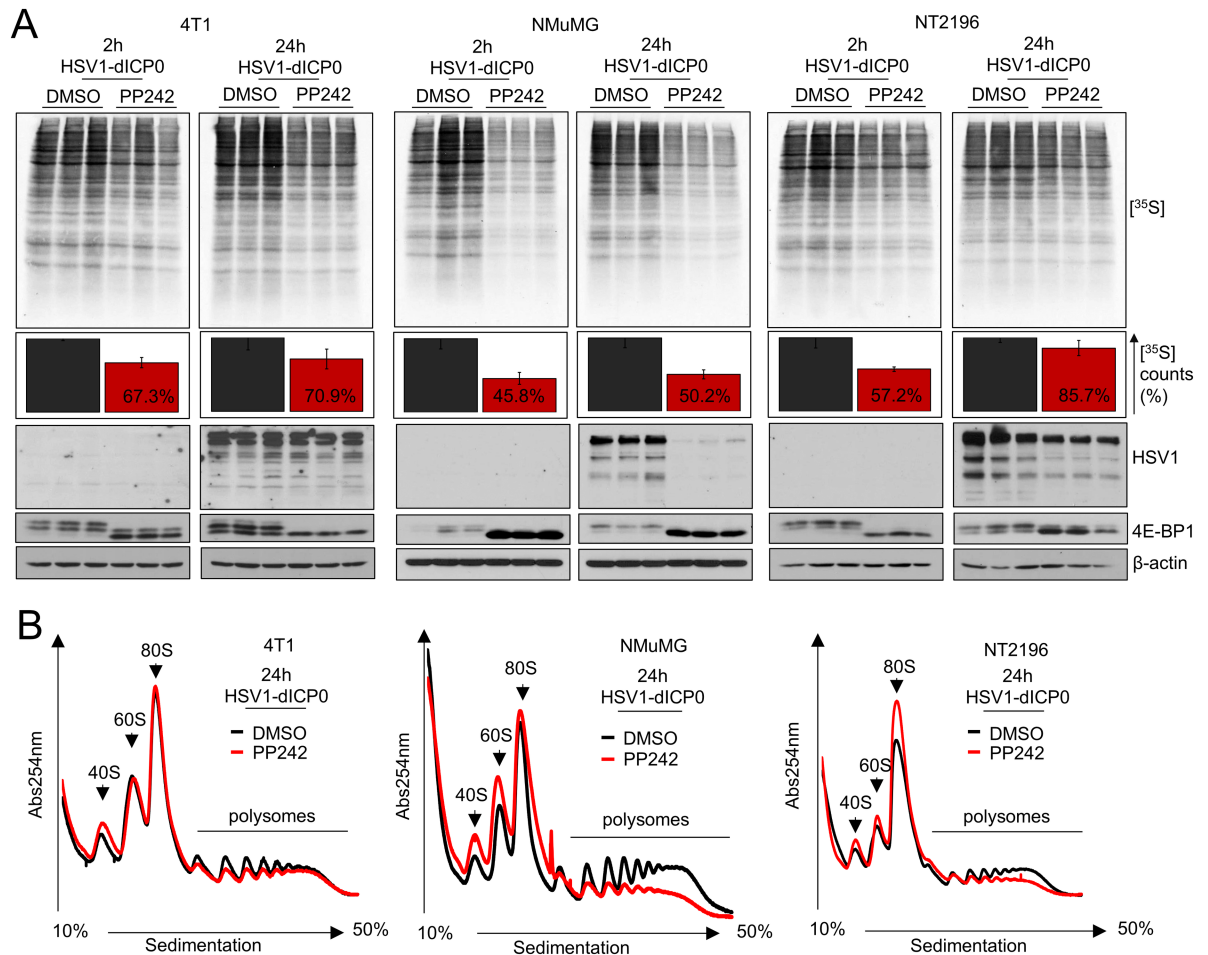 A
4T1
NMuMG
NT2196
2h
HSV1-dICP0
24h
HSV1-dICP0
2h
HSV1-dICP0
24h
HSV1-dICP0
2h
HSV1-dICP0
24h
HSV1-dICP0
DMSO PP242 DMSO PP242 DMSO PP242 DMSO PP242 DMSO PP242 DMSO PP242
[³⁵S]
67.3% 70.9% 45.8% 50.2% 57.2% 85.7%
[³⁵S]
counts
(%)
HSV1
4E-BP1
β-actin
B
4T1
24h
HSV1-dICP0
DMSO
PP242
Abs254nm
40S
60S
80S
polysomes
10%
Sedimentation
50%
NMuMG
24h
HSV1-dICP0
DMSO
PP242
Abs254nm
40S
60S
80S
polysomes
10%
Sedimentation
50%
NT2196
24h
HSV1-dICP0
DMSO
PP242
Abs254nm
40S
60S
80S
polysomes
10%
Sedimentation
50%